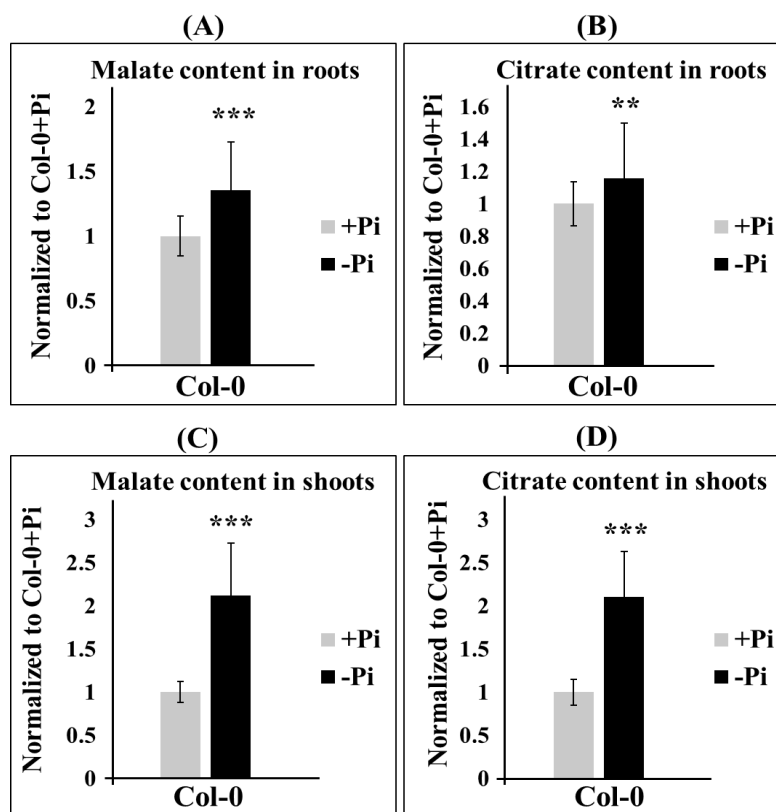 (A)
Malate content in roots
Normalized to Col-0+Pi
2
1.5
1
0.5
0
***
+Pi
-Pi
Col-0
(B)
Citrate content in roots
Normalized to Col-0+Pi
1.6
1.4
1.2
1
0.8
0.6
0.4
0.2
0
**
+Pi
-Pi
Col-0
(C)
Malate content in shoots
Normalized to Col-0+Pi
3
2.5
2
1.5
1
0.5
0
***
+Pi
-Pi
Col-0
(D)
Citrate content in shoots
Normalized to Col-0+Pi
3
2.5
2
1.5
1
0.5
0
***
+Pi
-Pi
Col-0